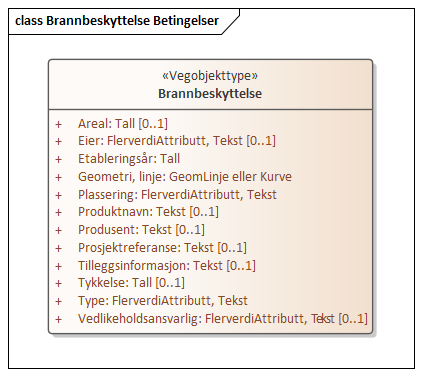 class Brannbeskyttelse Betingelser
«Vegobjekttype»
Brannbeskyttelse
+ Areal: Tall [0..1]
+ Eier: FlerverdiAttributt, Tekst [0..1]
+ Etableringsår: Tall
+ Geometri, linje: GeomLinje eller Kurve
+ Plassering: FlerverdiAttributt, Tekst
+ Produktnavn: Tekst [0..1]
+ Produsent: Tekst [0..1]
+ Prosjektreferanse: Tekst [0..1]
+ Tilleggsinformasjon: Tekst [0..1]
+ Tykkelse: Tall [0..1]
+ Type: FlerverdiAttributt, Tekst
+ Vedlikeholdsansvarlig: FlerverdiAttributt, Tekst [0..1]